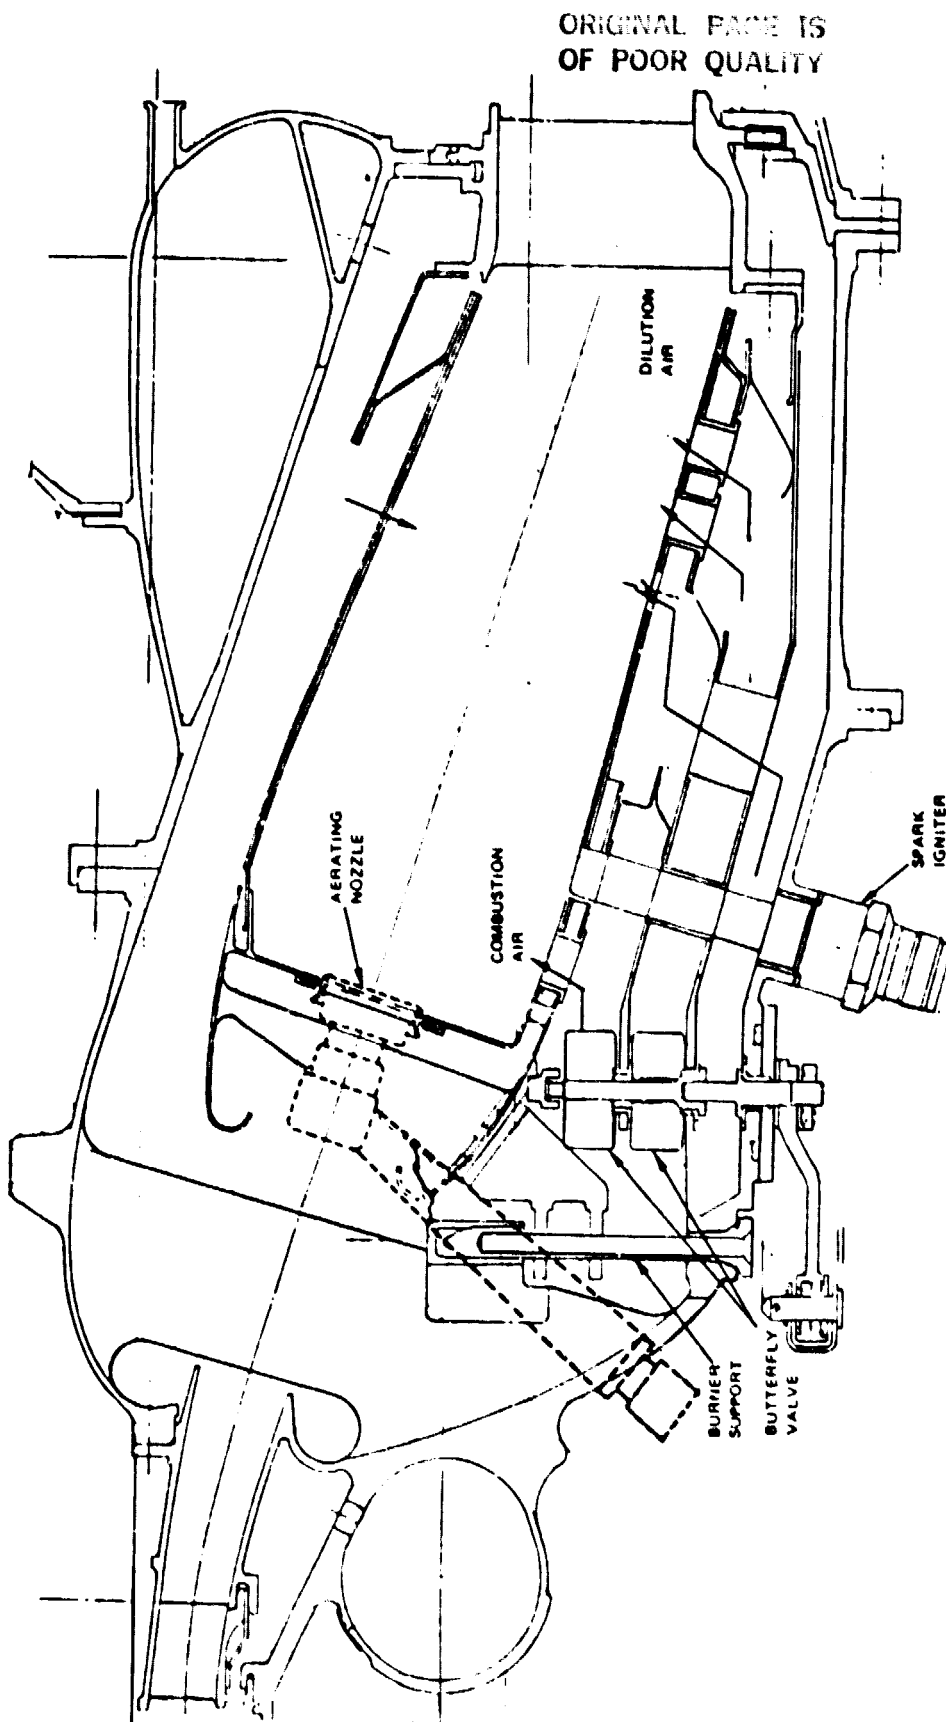 ORIGINAL PAGE IS
OF POOR QUALITY
DILUTION
AIR
AERATING
NOZZLE
COMBUSTION
AIR
SPARK
IGNITER
BURNER
SUPPORT
BUTTERFLY
VALVE